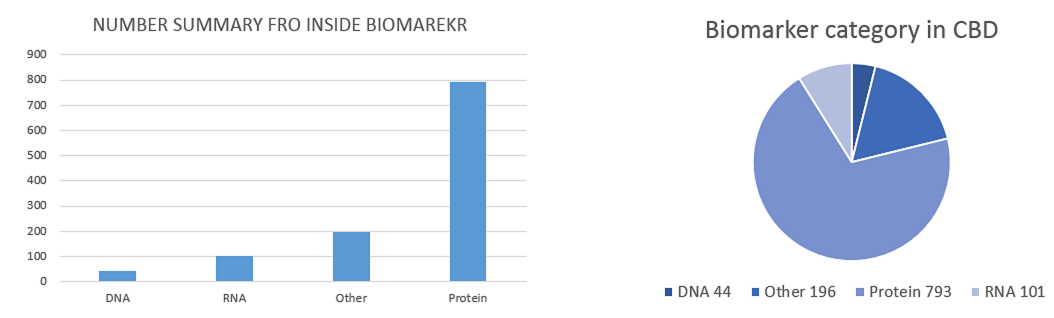 NUMBER SUMMARY FRO INSIDE BIOMAREKR
900
800
700
600
500
400
300
200
100
0
DNA RNA Other Protein
Biomarker category in CBD
DNA 44 Other 196 Protein 793 RNA 101